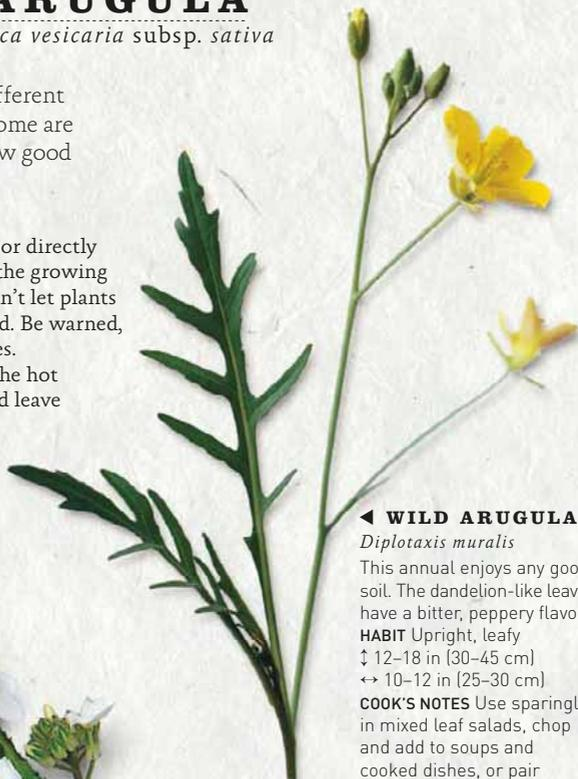 ARUGULA
ca vesicaria subsp. sativa
fferent
ome are
w good
or directly
the growing
n't let plants
d. Be warned,
es.
he hot
d leave
◀ WILD ARUGULA
Diplotaxis muralis
This annual enjoys any goo
soil. The dandelion-like leav
have a bitter, peppery flavo
HABIT Upright, leafy
↕ 12–18 in (30–45 cm)
↔ 10–12 in (25–30 cm)
COOK'S NOTES Use sparingl
in mixed leaf salads, chop
and add to soups and
cooked dishes, or pair